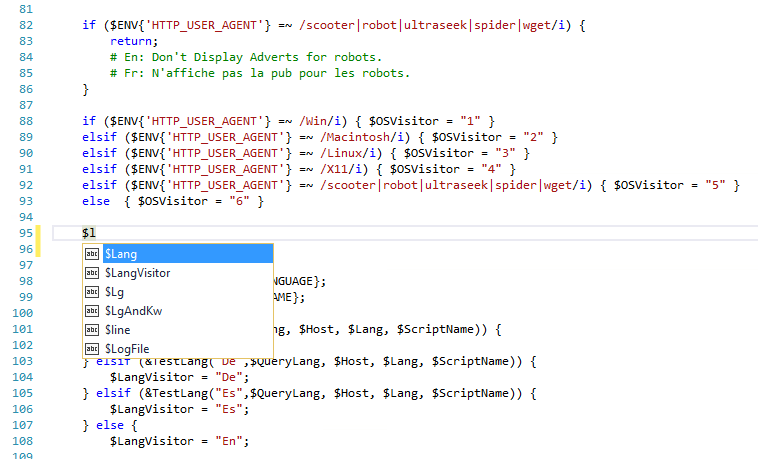 81
82 if ($ENV{'HTTP_USER_AGENT'} =~ /scooter|robot|ultraseek|spider|wget/i) {
83 return;
84 # En: Don't Display Adverts for robots.
85 # Fr: N'affiche pas la pub pour les robots.
86 }
87
88 if ($ENV{'HTTP_USER_AGENT'} =~ /Win/i) { $OSVisitor = "1" }
89 elsif ($ENV{'HTTP_USER_AGENT'} =~ /Macintosh/i) { $OSVisitor = "2" }
90 elsif ($ENV{'HTTP_USER_AGENT'} =~ /Linux/i) { $OSVisitor = "3" }
91 elsif ($ENV{'HTTP_USER_AGENT'} =~ /X11/i) { $OSVisitor = "4" }
92 elsif ($ENV{'HTTP_USER_AGENT'} =~ /scooter|robot|ultraseek|spider|wget/i) { $OSVisitor = "5" }
93 else { $OSVisitor = "6" }
94
95 $l
96 abc $Lang
97 abc $LangVisitor
98 abc $Lg NGUAGE};
99 AME};
100 abc $LgAndKw
101 abc $line ng, $Host, $Lang, $ScriptName)) {
102 abc $LogFile
103 } elsif (&TestLang("De",$QueryLang, $Host, $Lang, $ScriptName)) {
104 $LangVisitor = "De";
105 } elsif (&TestLang("Es",$QueryLang, $Host, $Lang, $ScriptName)) {
106 $LangVisitor = "Es";
107 } else {
108 $LangVisitor = "En";
109